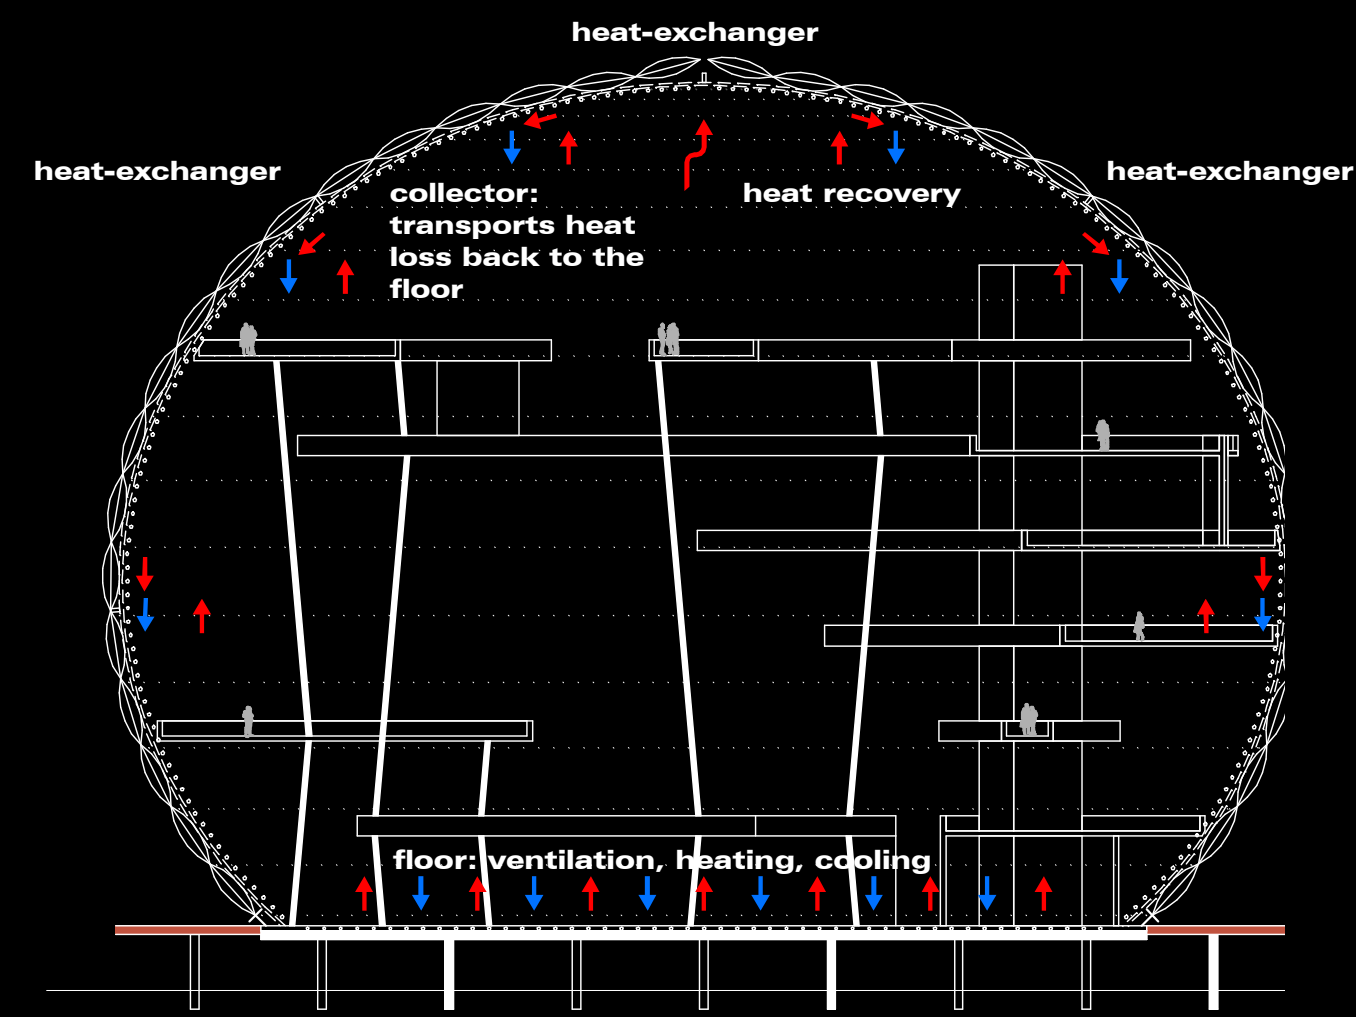 heat-exchanger
heat-exchanger
heat-exchanger
collector:
transports heat
loss back to the
floor
heat recovery
floor: ventilation, heating, cooling